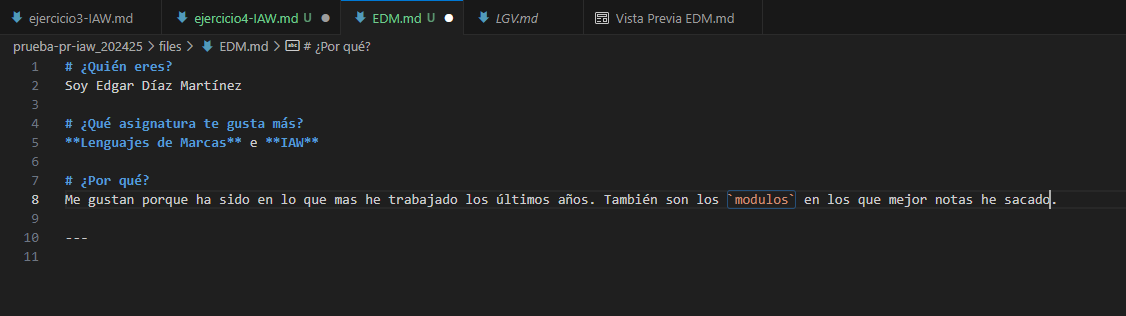 ejercicio3-IAW.md ejercicio4-IAW.md U EDM.md U LGV.md Vista Previa EDM.md
prueba-pr-iaw_202425 > files > EDM.md > abc # ¿Por qué?
1 # ¿Quién eres?
2 Soy Edgar Díaz Martínez
3
4 # ¿Qué asignatura te gusta más?
5 **Lenguajes de Marcas** e **IAW**
6
7 # ¿Por qué?
8 Me gustan porque ha sido en lo que mas he trabajado los últimos años. También son los `modulos` en los que mejor notas he sacado.
9
10 ---
11